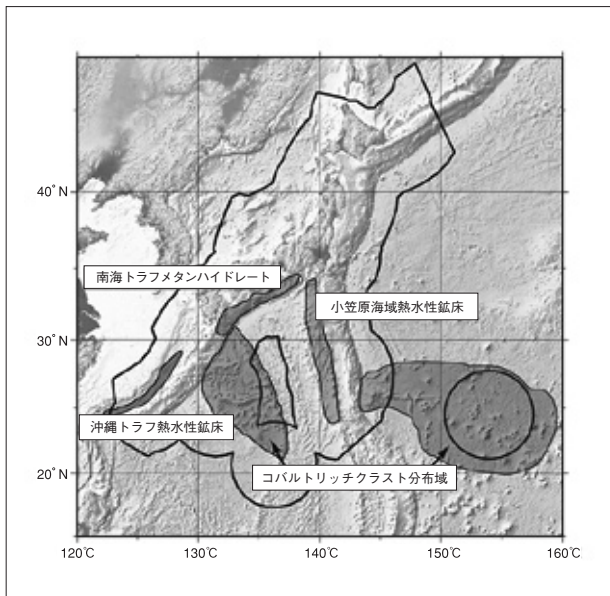 40°N
南海トラフメタンハイドレート
小笠原海域熱水性鉱床
30°N
沖縄トラフ熱水性鉱床
コバルトリッチクラスト分布域
20°N
120℃
130℃
140℃
150℃
160℃